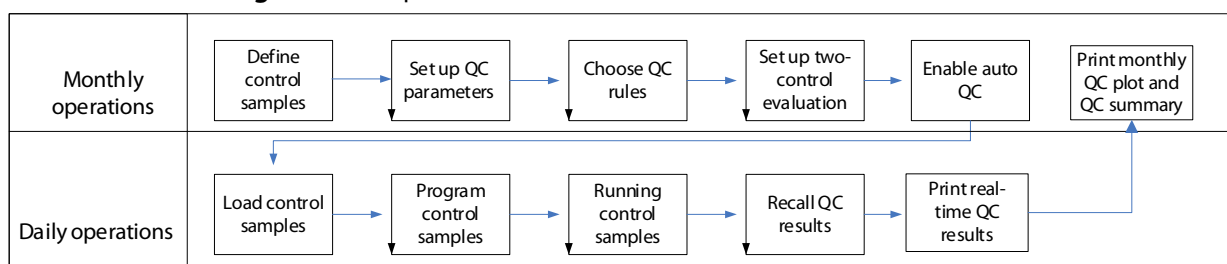 Monthly
operations
Define
control
samples
Set up QC
parameters
Choose QC
rules
Set up two-
control
evaluation
Enable auto
QC
Print monthly
QC plot and
QC summary
Daily operations
Load control
samples
Program
control
samples
Running
control
samples
Recall QC
results
Print real-
time QC
results